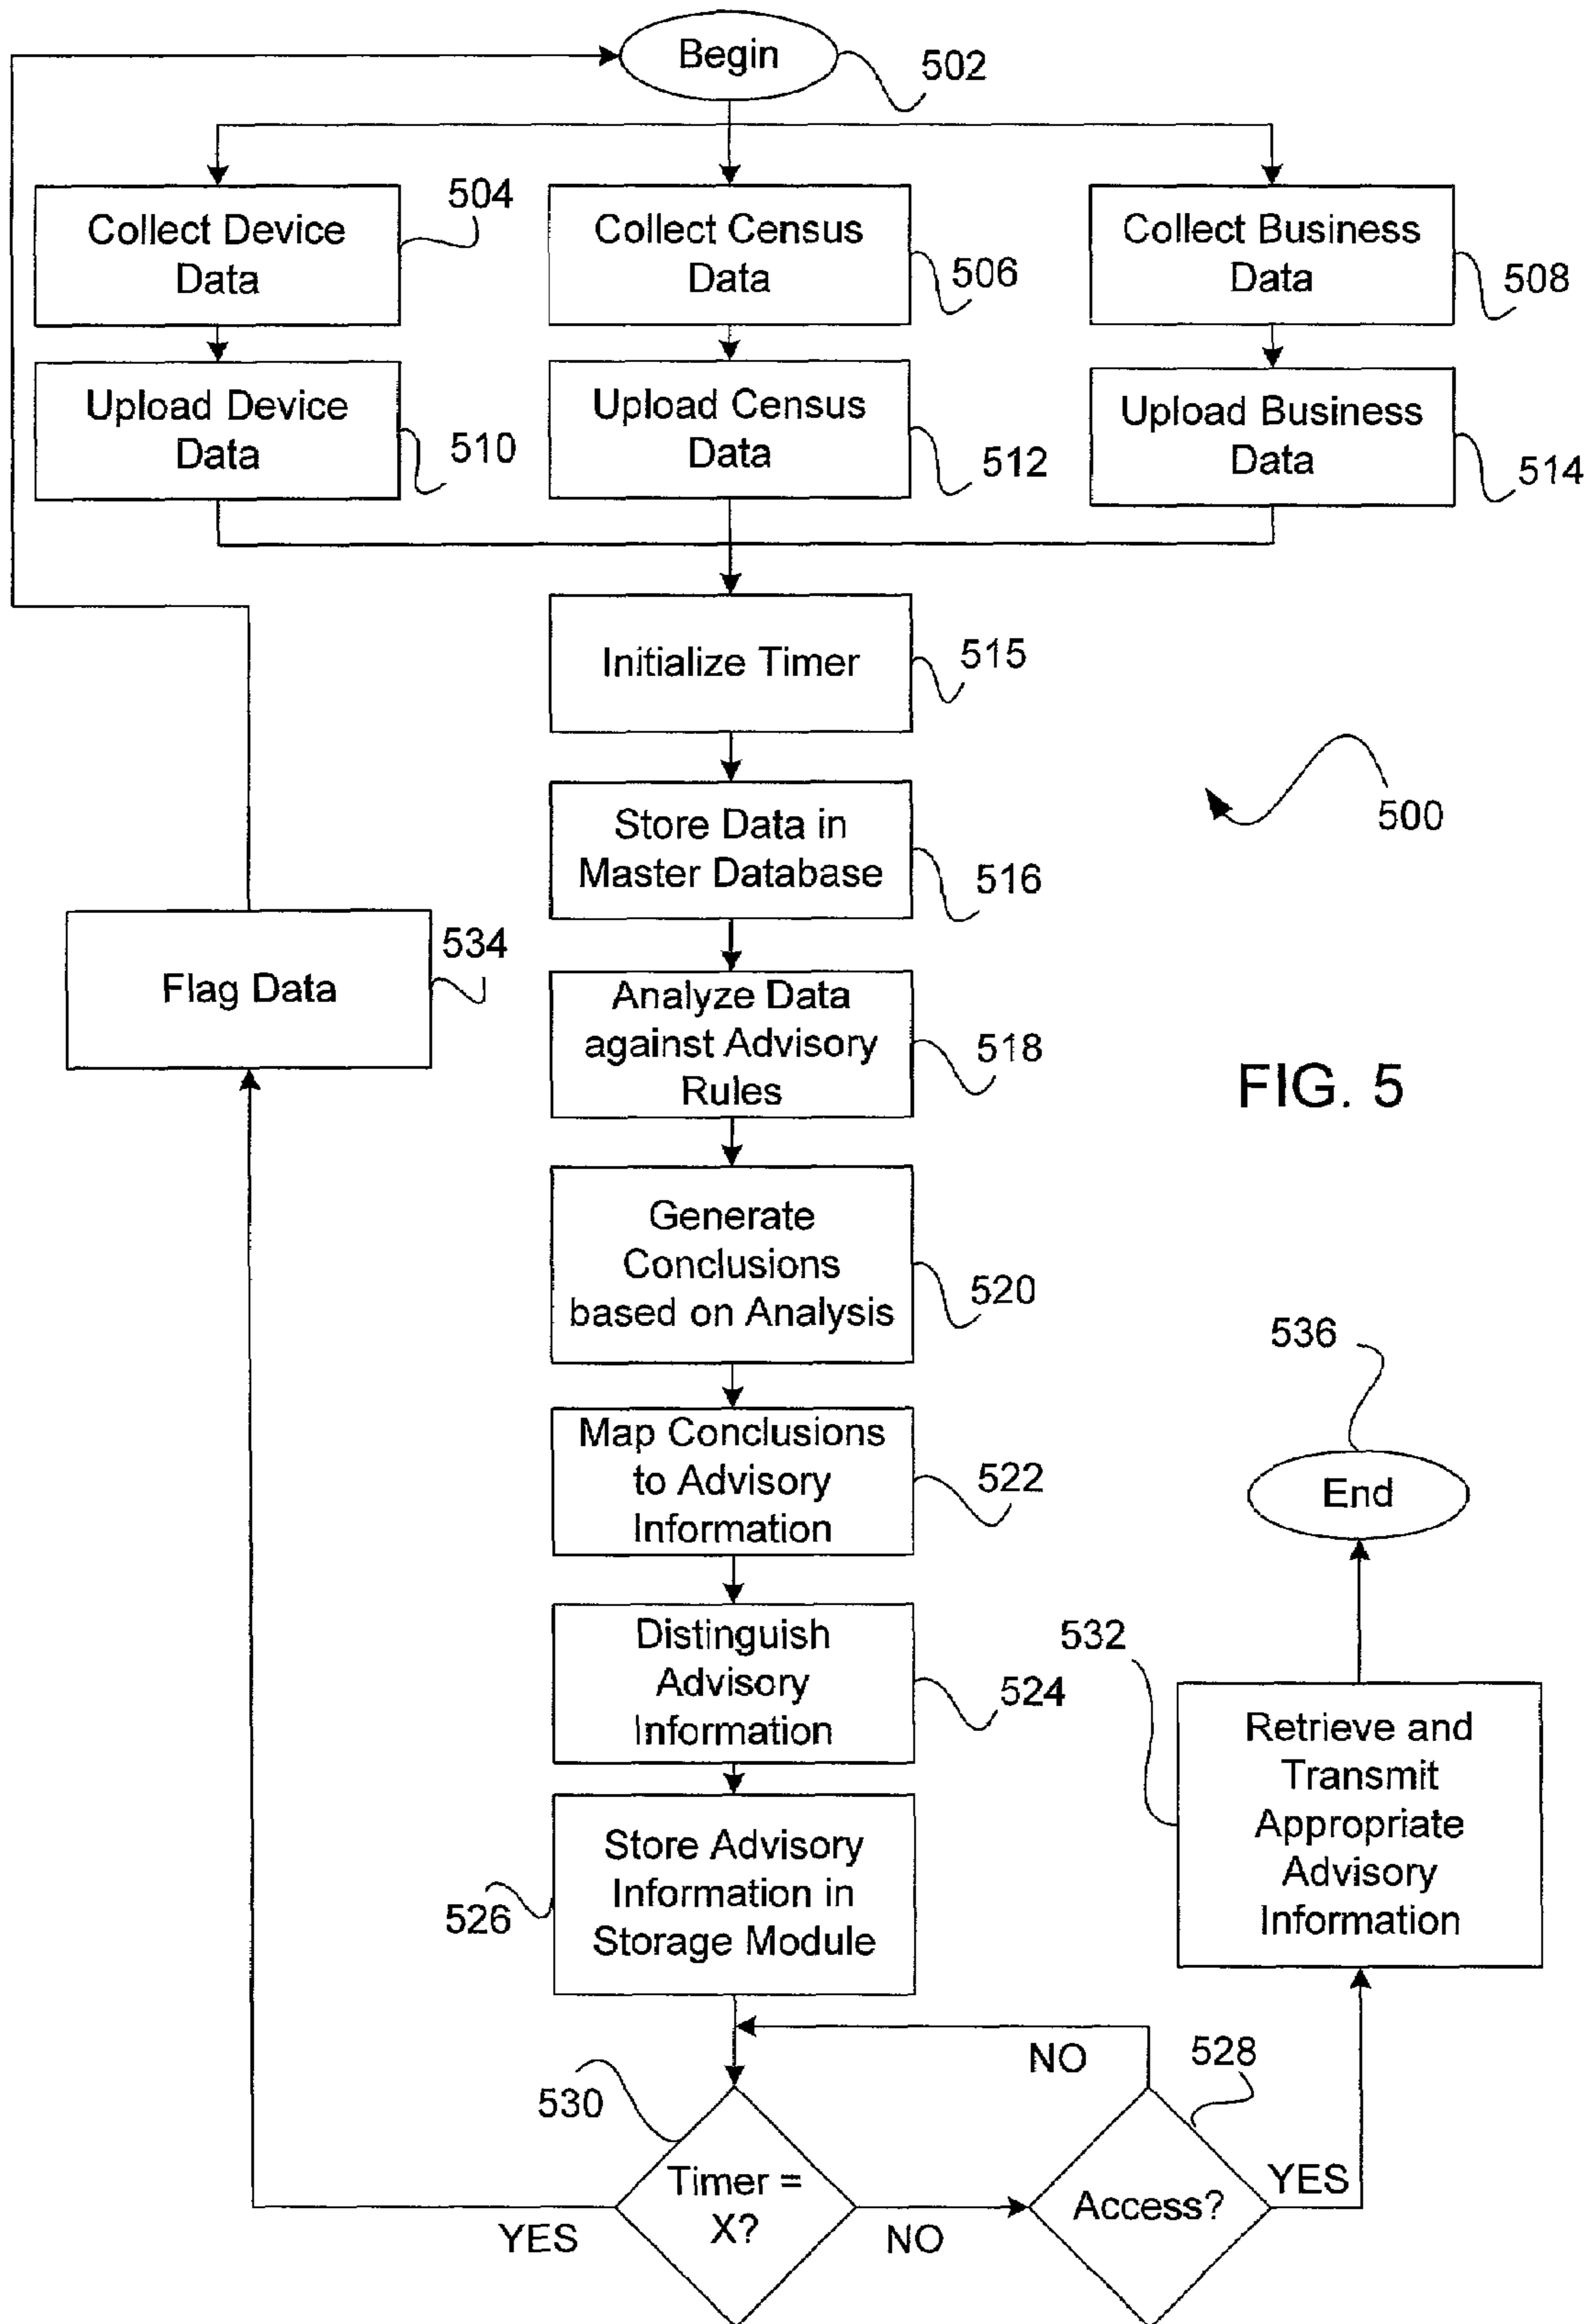 Begin
502
Collect Device
Data
504
Collect Census
Data
506
Collect Business
Data
508
Upload Device
Data
510
Upload Census
Data
512
Upload Business
Data
514
Initialize Timer
515
Store Data in
Master Database
516
500
Flag Data
534
Analyze Data
against Advisory
Rules
518
FIG. 5
Generate
Conclusions
based on Analysis
520
536
End
Map Conclusions
to Advisory
Information
522
Distinguish
Advisory
Information
524
532
Retrieve and
Transmit
Appropriate
Advisory
Information
Store Advisory
Information in
Storage Module
526
NO
528
530
Timer =
X?
YES
NO
Access?
YES